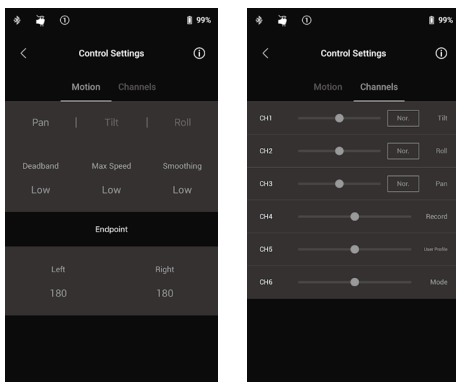 ① 99%
Control Settings
Motion Channels
Pan | Tilt | Roll
Deadband Max Speed Smoothing
Low Low Low
Endpoint
Left Right
180 180
① 99%
Control Settings
Motion Channels
CH1 Nor. Tilt
CH2 Nor. Roll
CH3 Nor. Pan
CH4 Record
CH5 User Profile
CH6 Mode